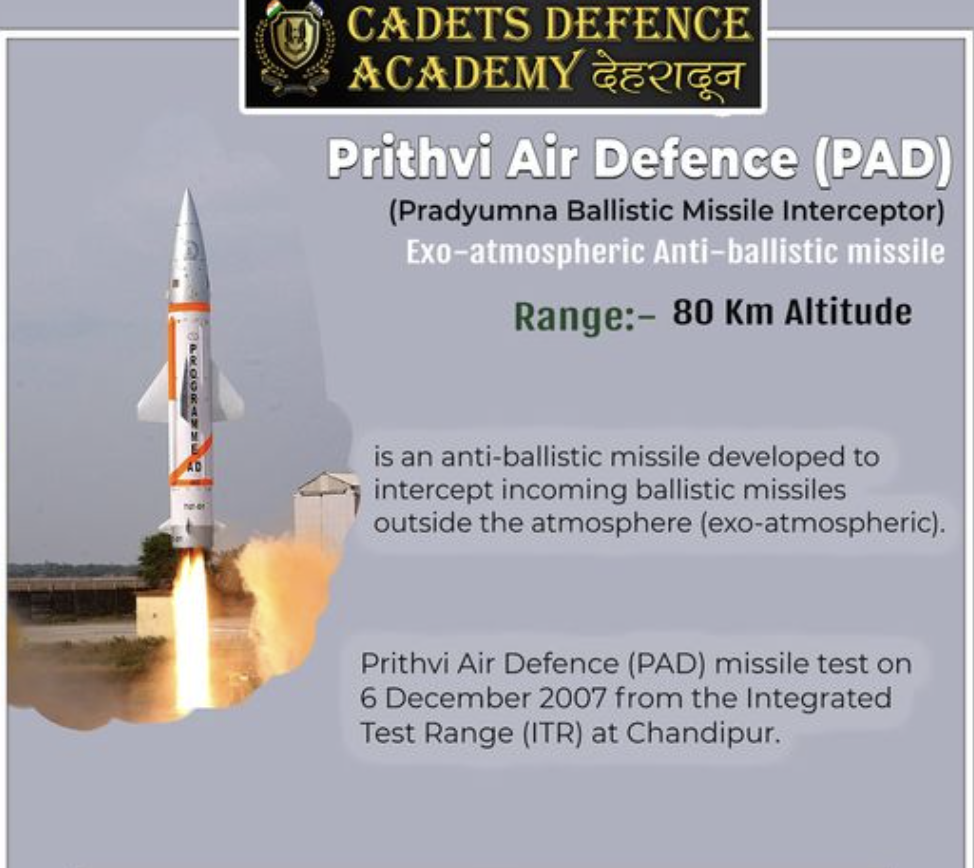 CADETS DEFENCE
ACADEMY देहरादून
Prithvi Air Defence (PAD)
(Pradyumna Ballistic Missile Interceptor)
Exo-atmospheric Anti-ballistic missile
Range:- 80 Km Altitude
PROGRAMME
AD
is an anti-ballistic missile developed to
intercept incoming ballistic missiles
outside the atmosphere (exo-atmospheric).
Prithvi Air Defence (PAD) missile test on
6 December 2007 from the Integrated
Test Range (ITR) at Chandipur.